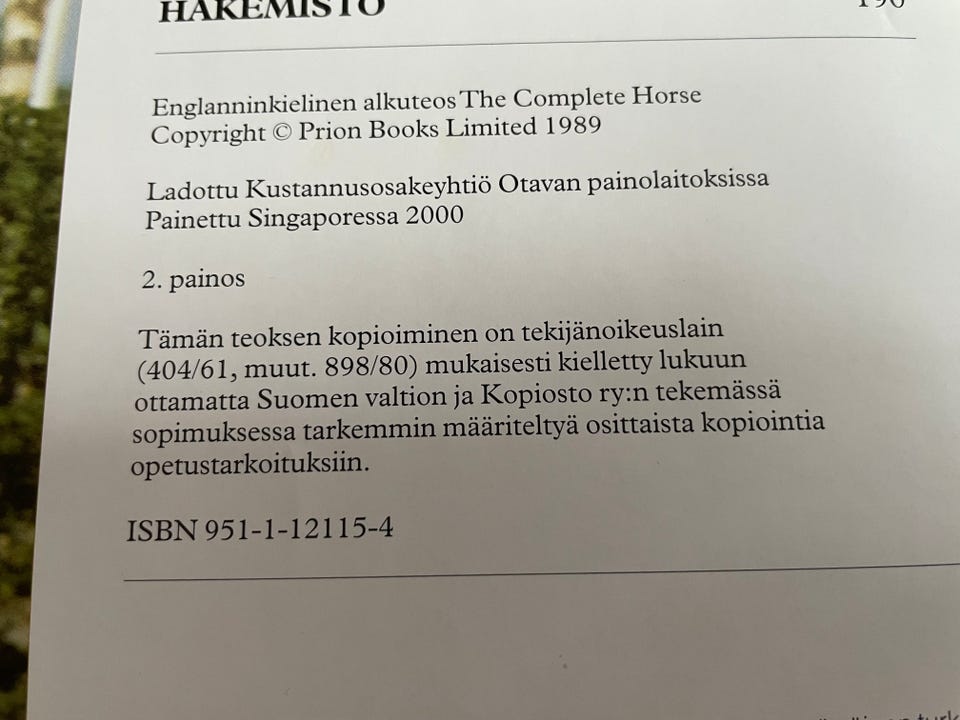 HAKEMISTO
Englanninkielinen alkuteos The Complete Horse
Copyright © Prion Books Limited 1989
Ladottu Kustannusosakeyhtiö Otavan painolaitoksissa
Painettu Singaporessa 2000
2. painos
Tämän teoksen kopioiminen on tekijänoikeuslain
(404/61, muut. 898/80) mukaisesti kielletty lukuun
ottamatta Suomen valtion ja Kopiosto ry:n tekemässä
sopimuksessa tarkemmin määriteltyä osittaista kopiointia
opetustarkoituksiin.
ISBN 951-1-12115-4